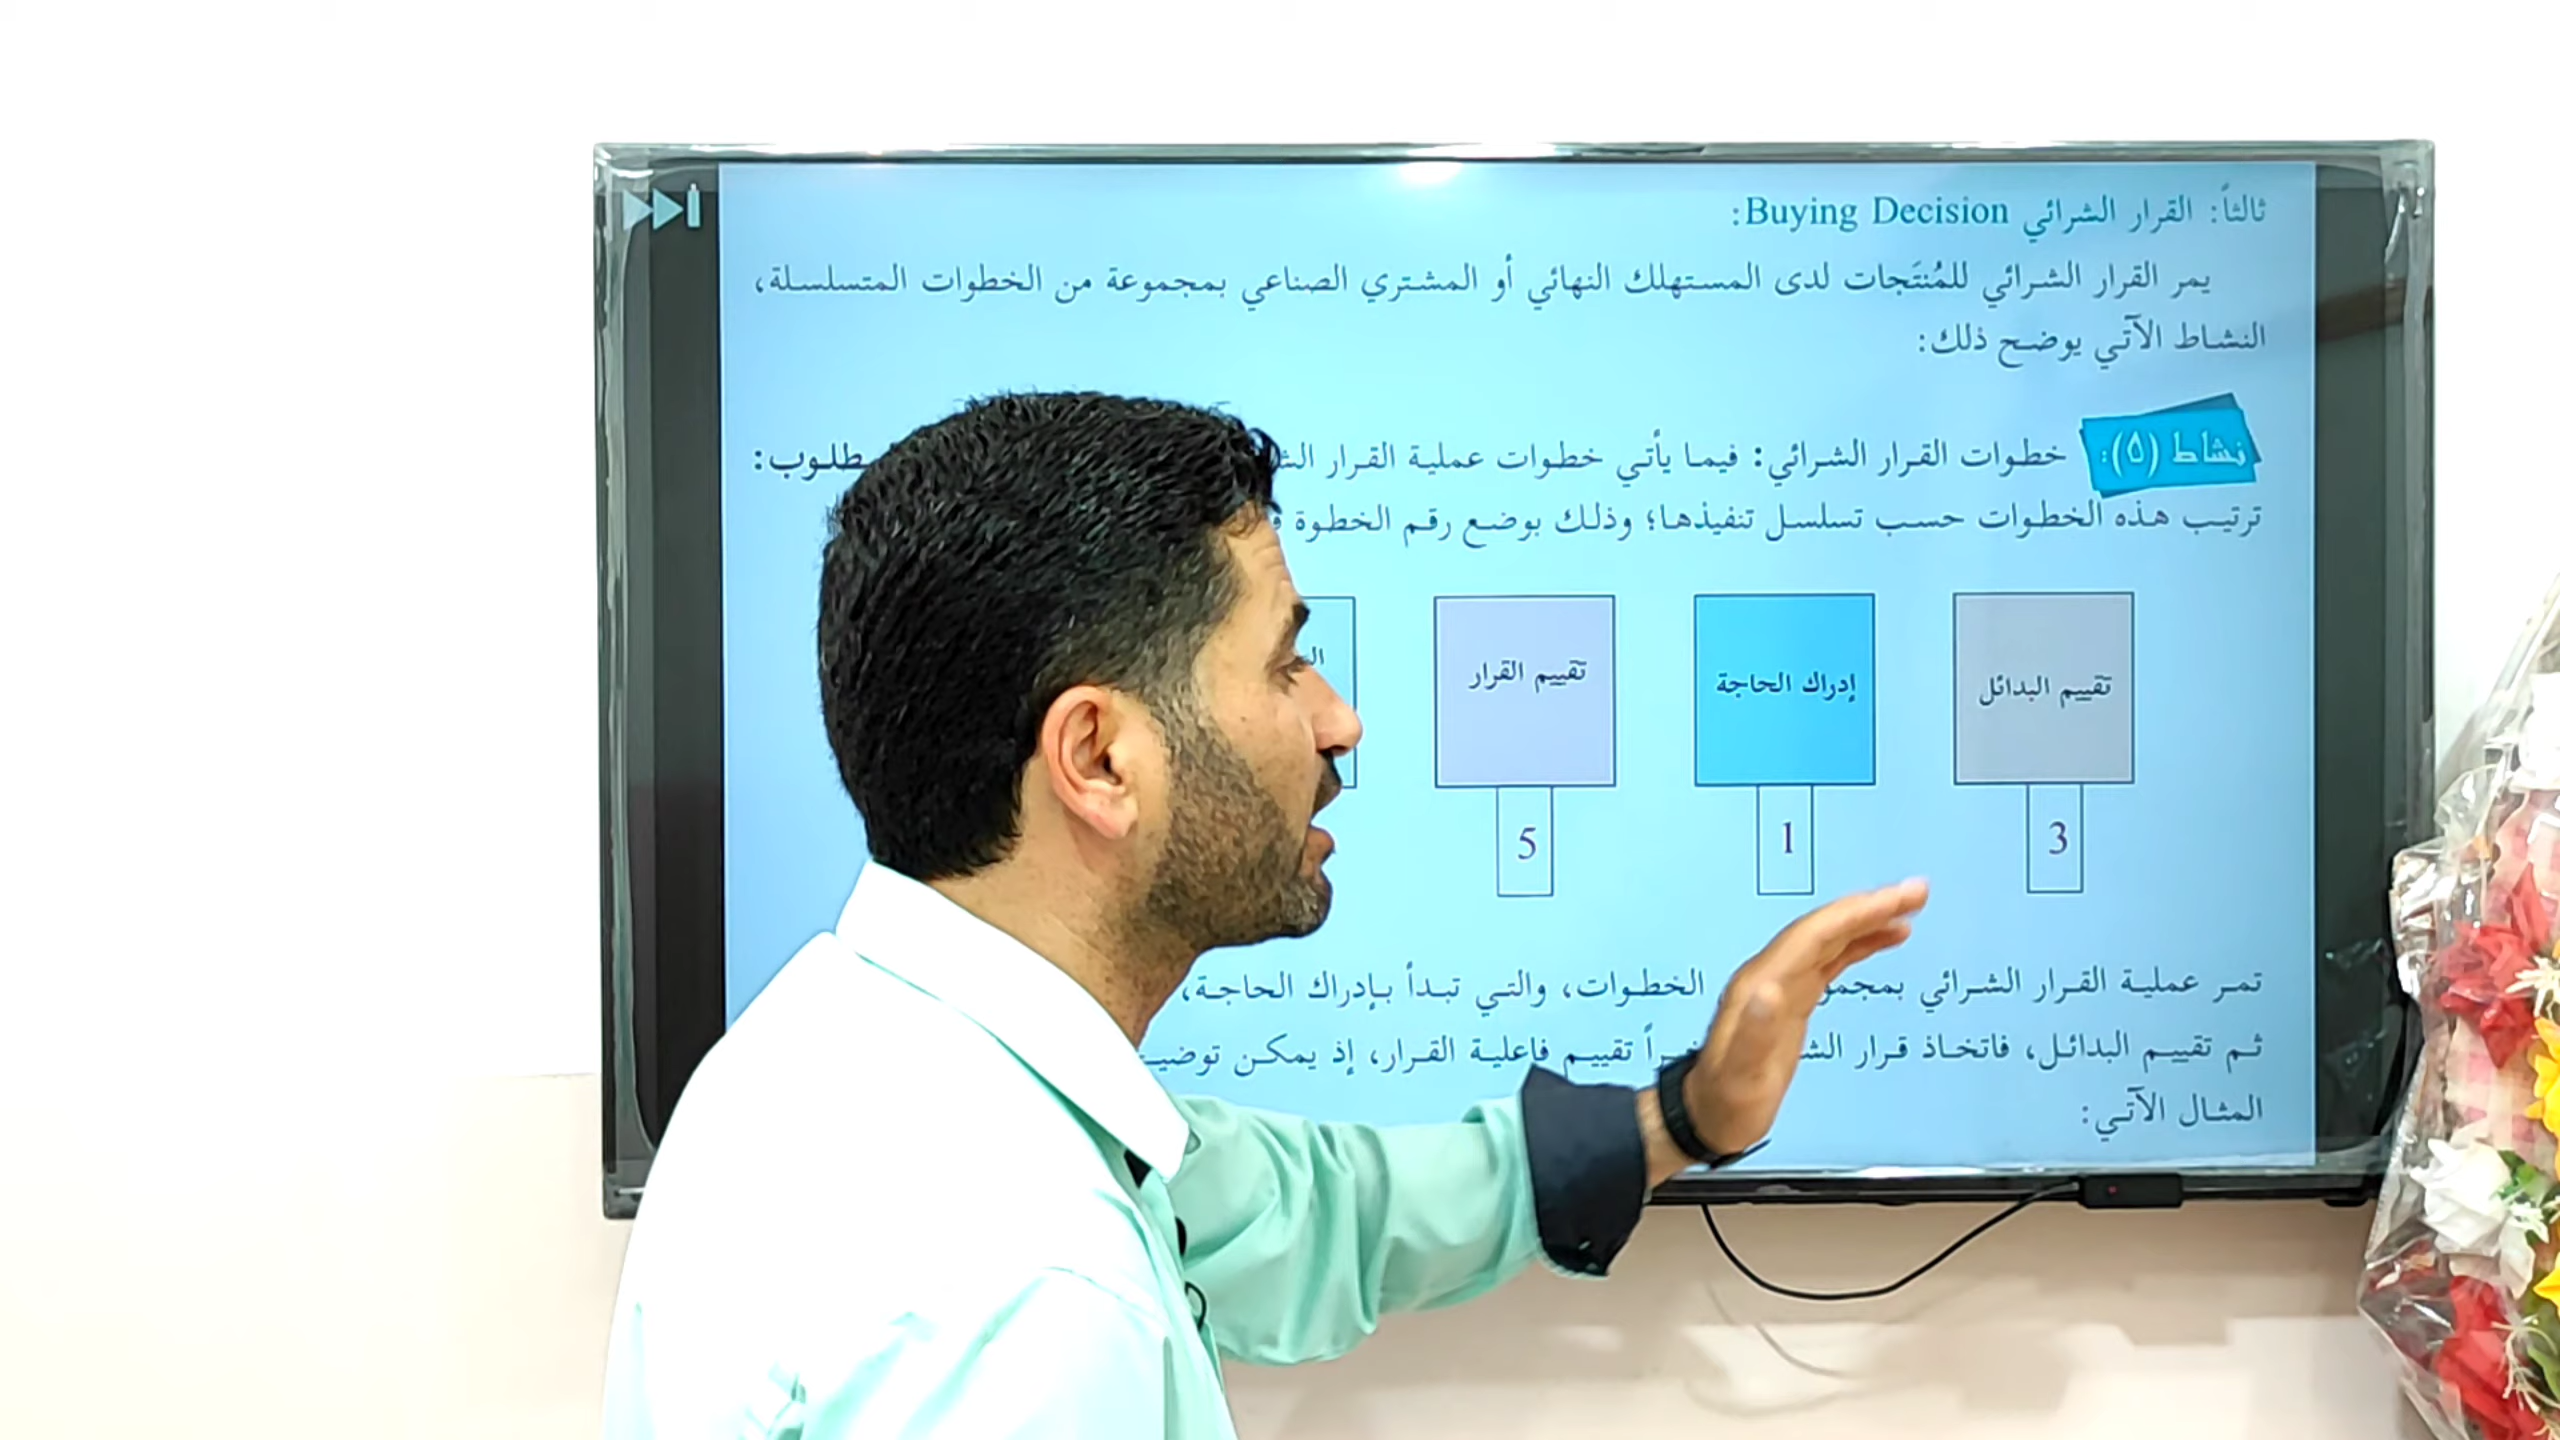 ثالثاً: القرار الشرائي Buying Decision:
يمر القرار الشرائي للمُنتَجات لدى المستهلك النهائي أو المشتري الصناعي بمجموعة من الخطوات المتسلسلة،
النشاط الآتي يوضح ذلك:
نشاط (٥): خطوات القرار الشرائي: فيما يأتي خطوات عملية القرار
ترتيب هذه الخطوات حسب تسلسل تنفيذها؛ وذلك بوضع رقم الخطوة
تقييم البدائل
إدراك الحاجة
تقييم القرار
3
1
5
تمر عملية القرار الشرائي الخطوات، والتي تبدأ بإدراك الحاجة،
ثم تقييم البدائل، فاتخاذ قرار تقييم فاعلية القرار، إذ يمكن
المثال الآتي: